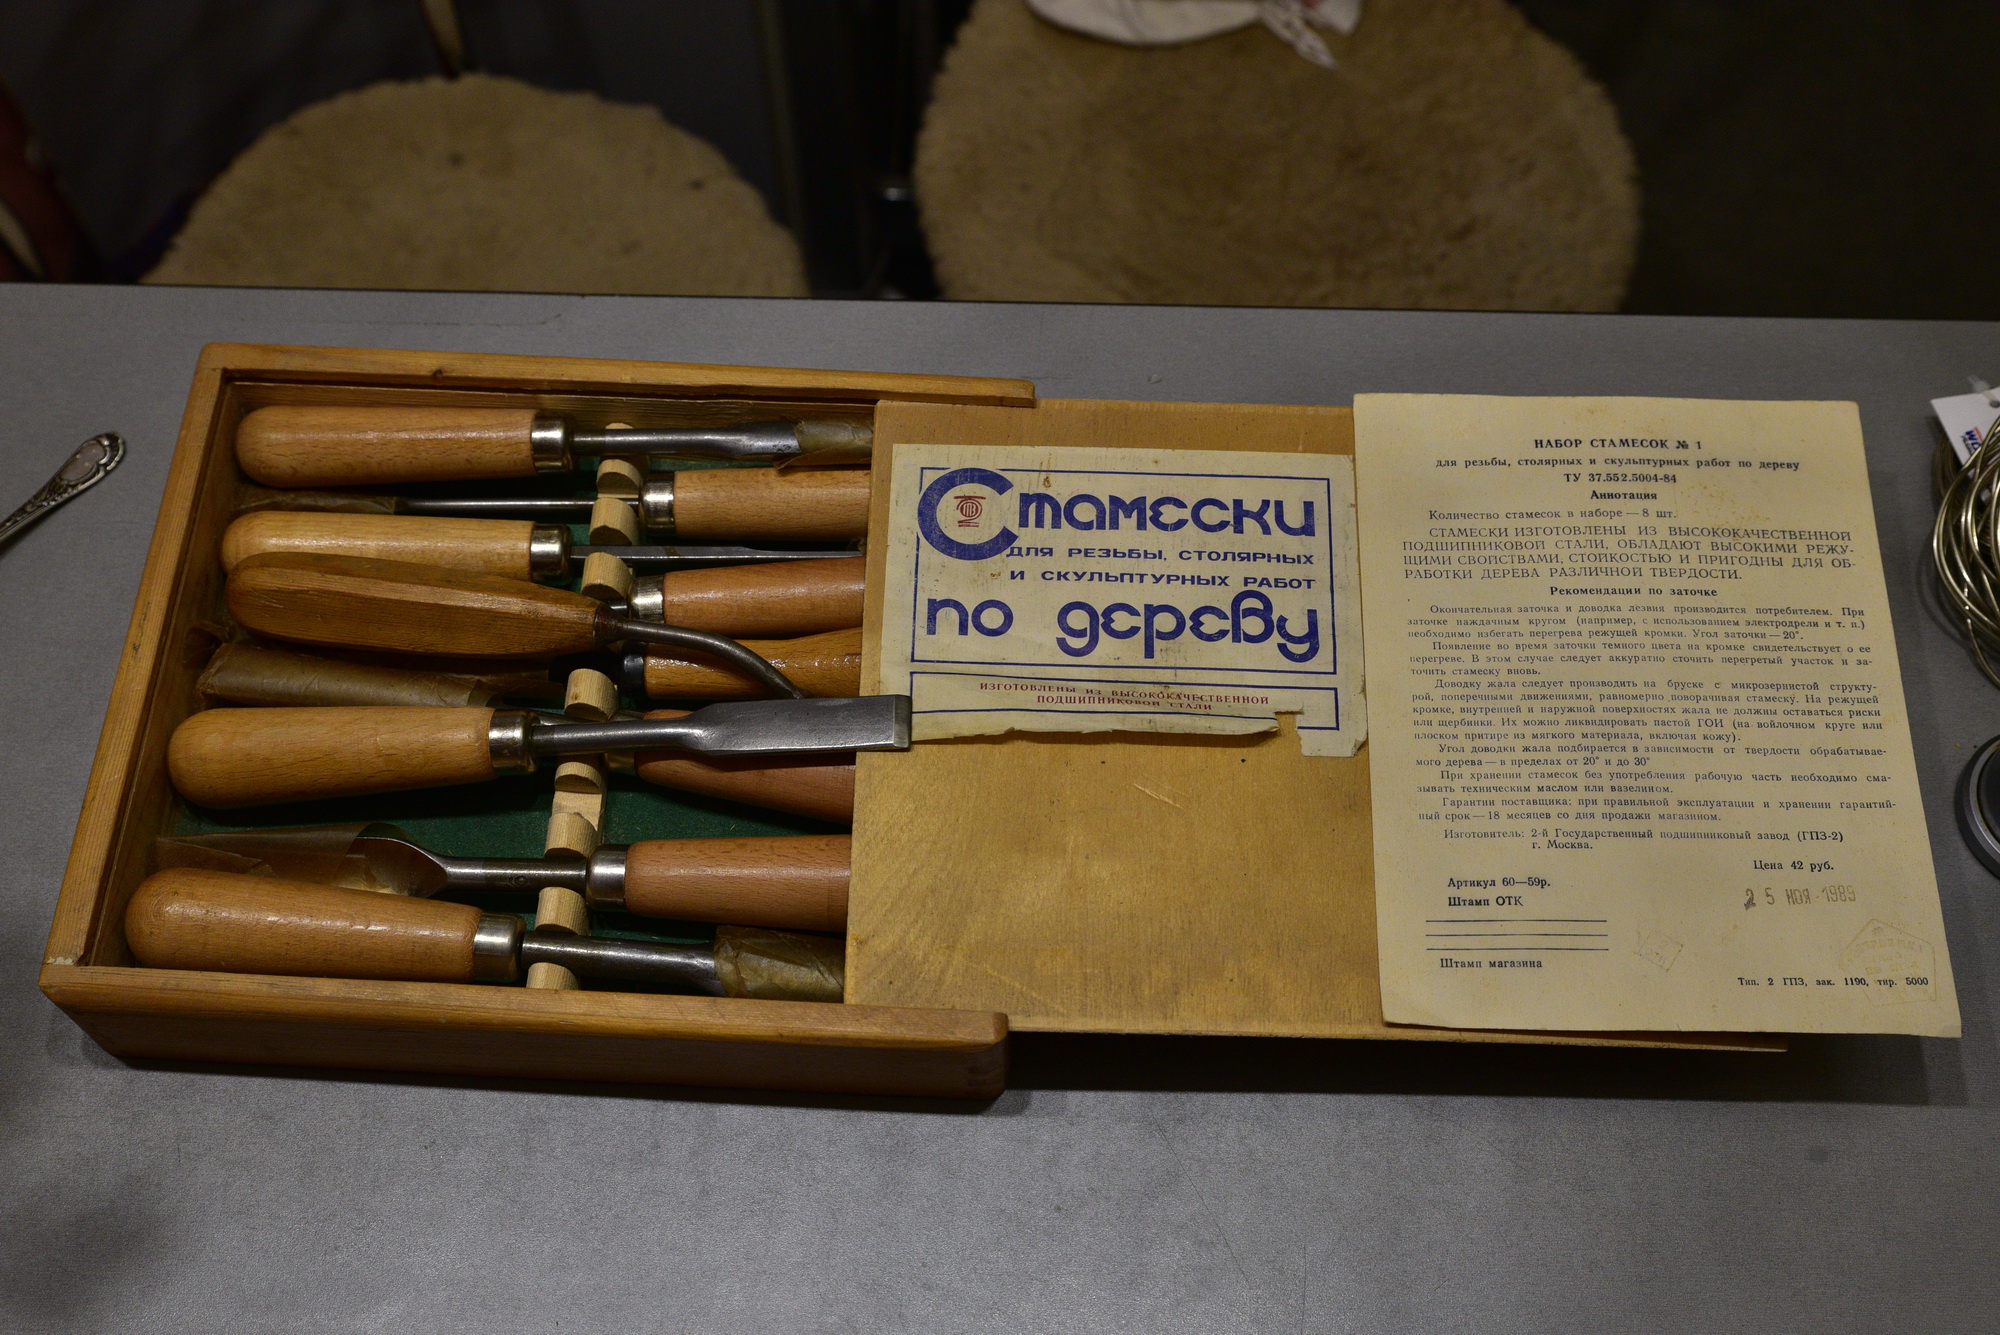 Стамески
ДЛЯ РЕЗЬБЫ, СТОЛЯРНЫХ
И СКУЛЬПТУРНЫХ РАБОТ
по дереву
ИЗГОТОВЛЕНЫ ИЗ ВЫСОКОКАЧЕСТВЕННОЙ
ПОДШИПНИКОВОЙ СТАЛИ
НАБОР СТАМЕСОК № 1
для резьбы, столярных и скульптурных работ по дереву
ТУ 37.552.5004-84
Аннотация
Количество стамесок в наборе — 8 шт.
СТАМЕСКИ ИЗГОТОВЛЕНЫ ИЗ ВЫСОКОКАЧЕСТВЕННОЙ
ПОДШИПНИКОВОЙ СТАЛИ, ОБЛАДАЮТ ВЫСОКИМИ РЕЖУ-
ЩИМИ СВОЙСТВАМИ, СТОЙКОСТЬЮ И ПРИГОДНЫ ДЛЯ ОБ-
РАБОТКИ ДЕРЕВА РАЗЛИЧНОЙ ТВЕРДОСТИ.
Рекомендации по заточке
Окончательная заточка и доводка лезвия производится потребителем. При
заточке наждачным кругом (например, с использованием электродрели и т. п.)
необходимо избегать перегрева режущей кромки. Угол заточки — 20°.
Появление во время заточки темного цвета на кромке свидетельствует о ее
перегреве. В этом случае следует аккуратно сточить перегретый участок и за-
точить стамеску вновь.
Доводку жала следует производить на бруске с микрозернистой структу-
рой, поперечными движениями, равномерно поворачивая стамеску. На режущей
кромке, внутренней и наружной поверхностях жала не должны оставаться риски
или щербинки. Их можно ликвидировать пастой ГОИ (на войлочном круге или
плоском притире из мягкого материала, включая кожу).
Угол доводки жала подбирается в зависимости от твердости обрабатывае-
мого дерева — в пределах от 20° и до 30°
При хранении стамесок без употребления рабочую часть необходимо сма-
зывать техническим маслом или вазелином.
Гарантии поставщика: при правильной эксплуатации и хранении гарантий-
ный срок — 18 месяцев со дня продажи магазином.
Изготовитель: 2-й Государственный подшипниковый завод (ГПЗ-2)
г. Москва.
Цена 42 руб.
Артикул 60—59р.
Штамп ОТК
25 НОЯ 1989
Штамп магазина
Тип. 2 ГПЗ, зак. 1190, тир. 5000